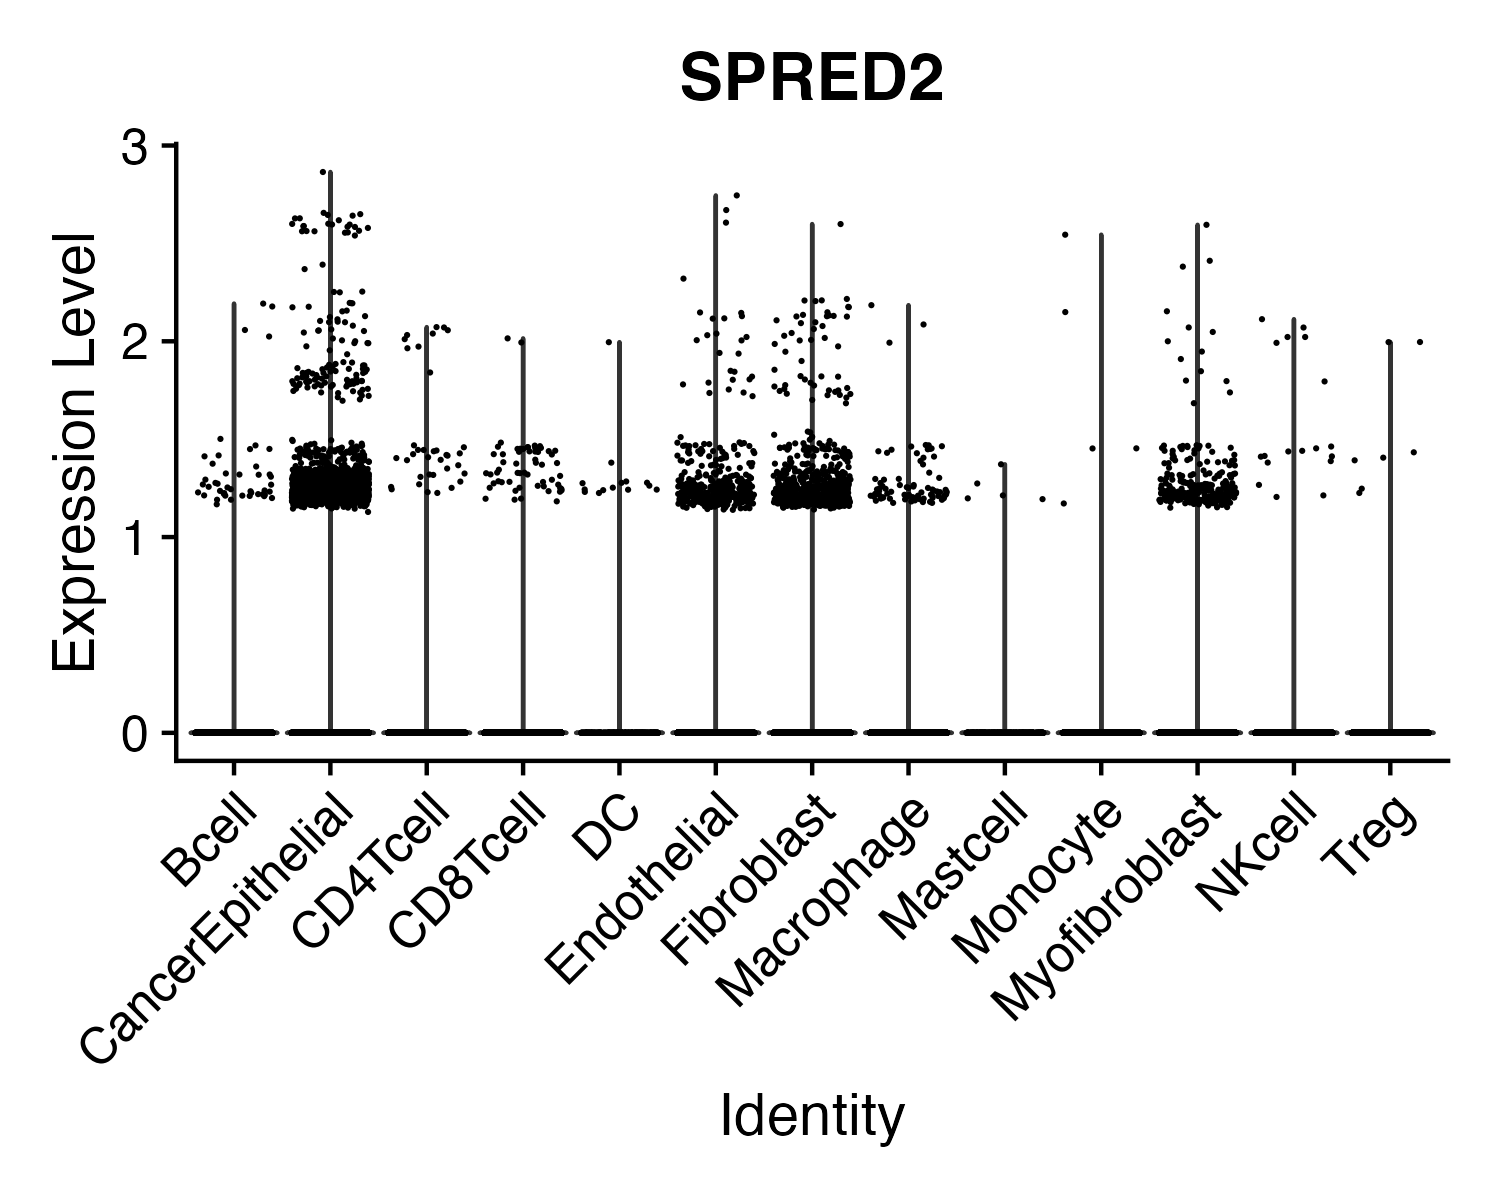 SPRED2
Expression Level
3
2
1
0
Bcell
CancerEpithelial
CD4Tcell
CD8Tcell
DC
Endothelial
Fibroblast
Macrophage
Mastcell
Monocyte
Myofibroblast
NKcell
Treg
Identity